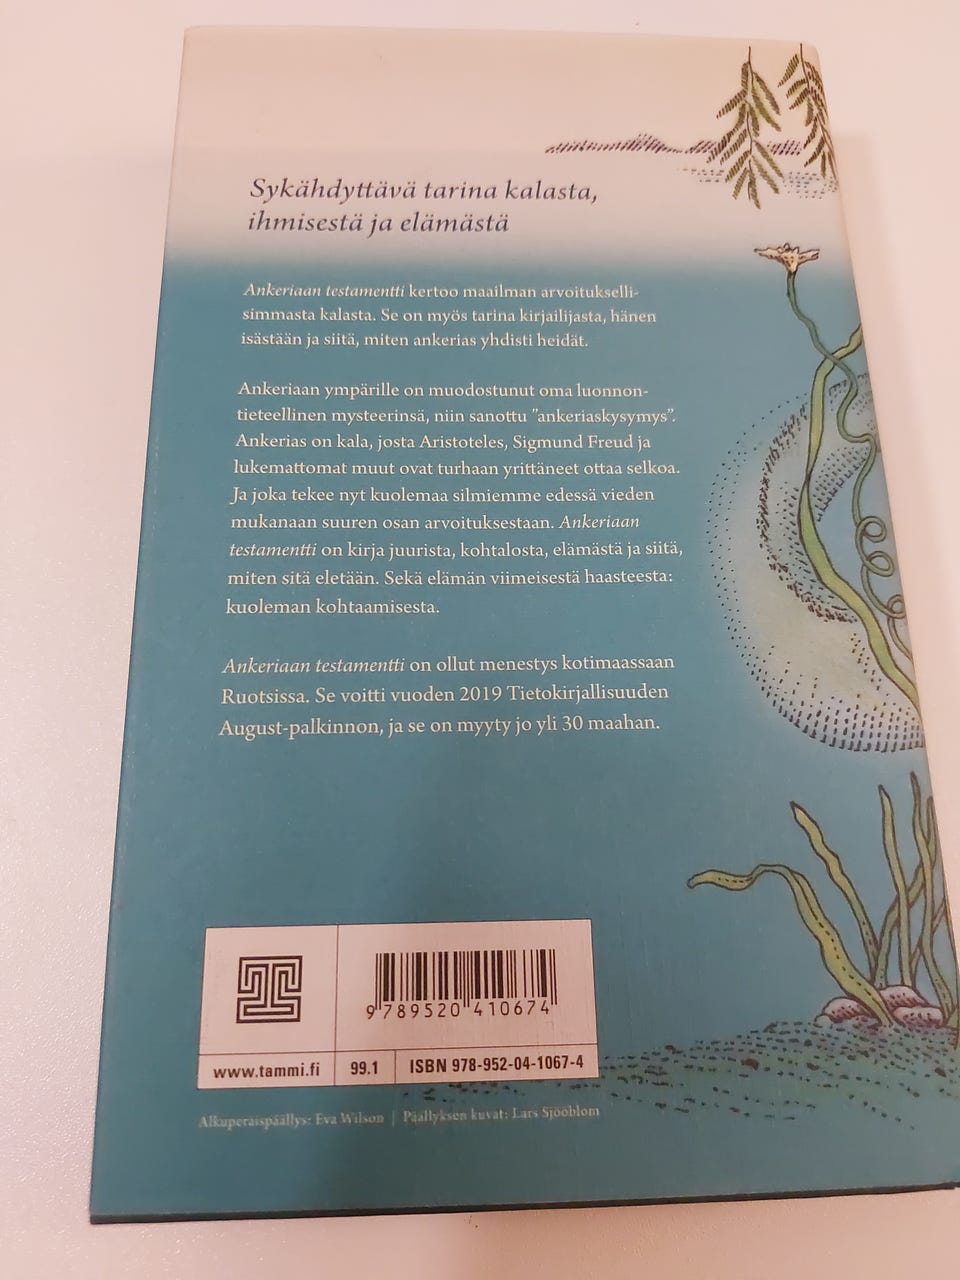 Sykähdyttävä tarina kalasta,
ihmisestä ja elämästä
Ankeriaan testamentti kertoo maailman arvoitukselli-
simmasta kalasta. Se on myös tarina kirjailijasta, hänen
isästään ja siitä, miten ankerias yhdisti heidät.
Ankeriaan ympärille on muodostunut oma luonnon-
tieteellinen mysteerinsä, niin sanottu ”ankeriaskysymys”.
Ankerias on kala, josta Aristoteles, Sigmund Freud ja
lukemattomat muut ovat turhaan yrittäneet ottaa selkoa.
Ja joka tekee nyt kuolemaa silmiemme edessä vieden
mukanaan suuren osan arvoituksestaan. Ankeriaan
testamentti on kirja juurista, kohtalosta, elämästä ja siitä,
miten sitä eletään. Sekä elämän viimeisestä haasteesta:
kuoleman kohtaamisesta.
Ankeriaan testamentti on ollut menestys kotimaassaan
Ruotsissa. Se voitti vuoden 2019 Tietokirjallisuuden
August-palkinnon, ja se on myyty jo yli 30 maahan.
9 789520 410674
www.tammi.fi 99.1 ISBN 978-952-04-1067-4
Alkuperäispäällys: Eva Wilson | Päällyksen kuvat: Lars Sjööblom